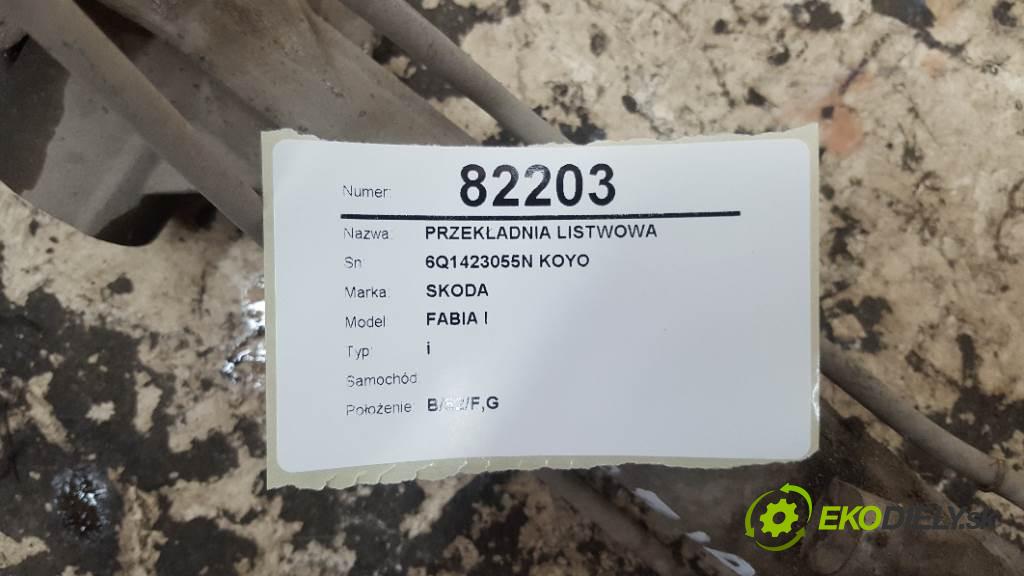 Numer: 82203
Nazwa: PRZEKŁADNIA LISTWOWA
Sn: 6Q1423055N KOYO
Marka: SKODA
Model FABIA I
Typ: i
Samochód
Położenie: /F,G
EKODIELY.sk